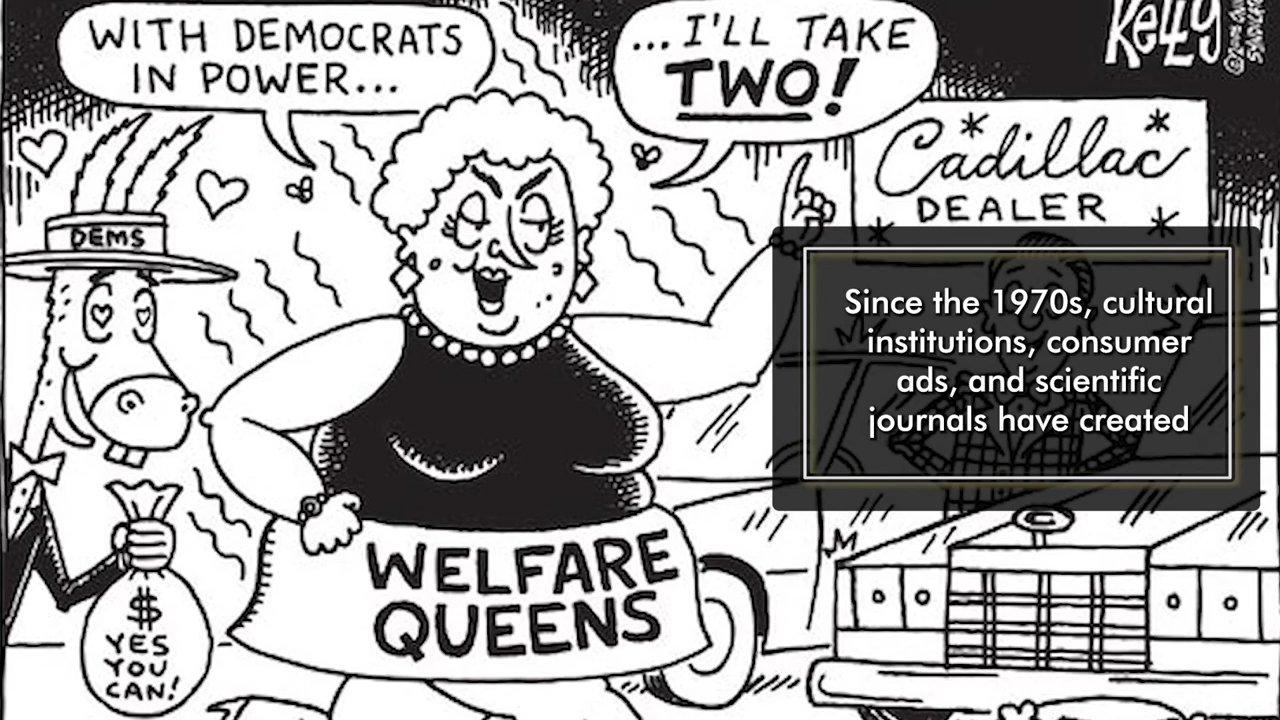 WITH DEMOCRATS
IN POWER...
...I'LL TAKE
TWO!
KELLY
Cadillac
DEALER
DEMS
Since the 1970s, cultural
institutions, consumer
ads, and scientific
journals have created
WELFARE
QUEENS
$
YES
YOU
CAN!